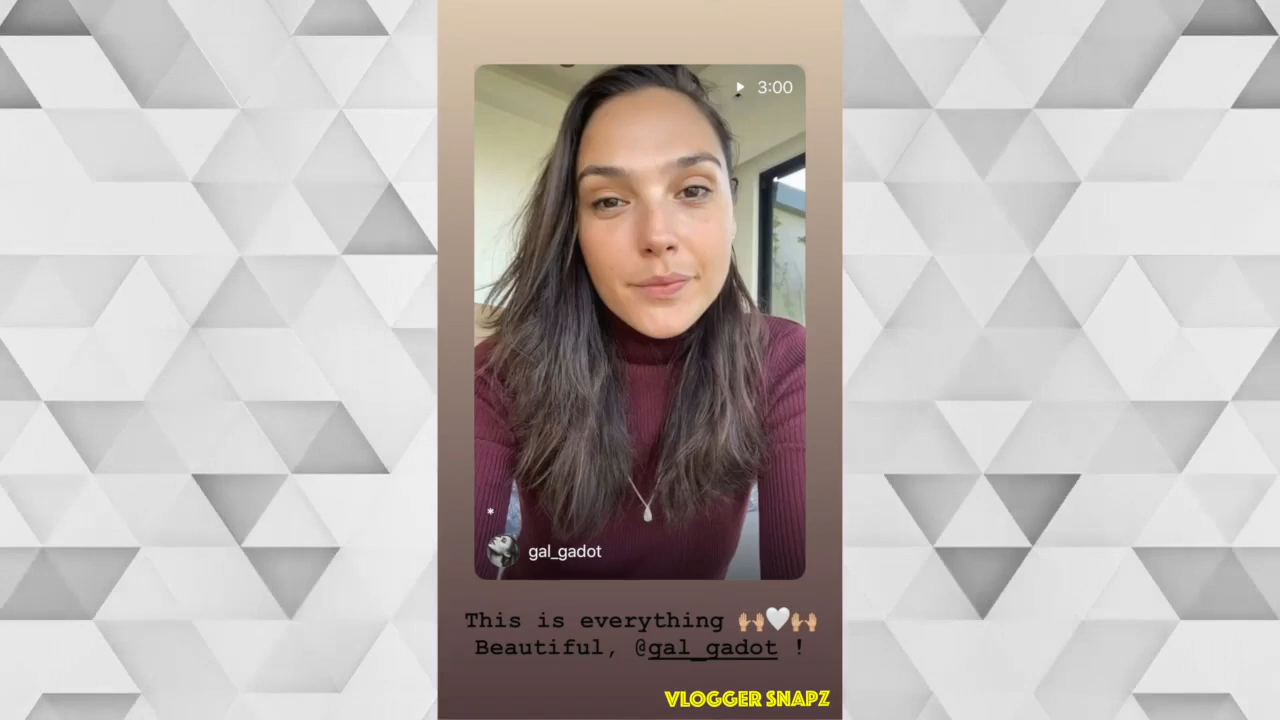 3:00
*
gal_gadot
This is everything 🙌🏼🤍🙌🏼
Beautiful, @gal_gadot !
VLOGGER SNAPZ